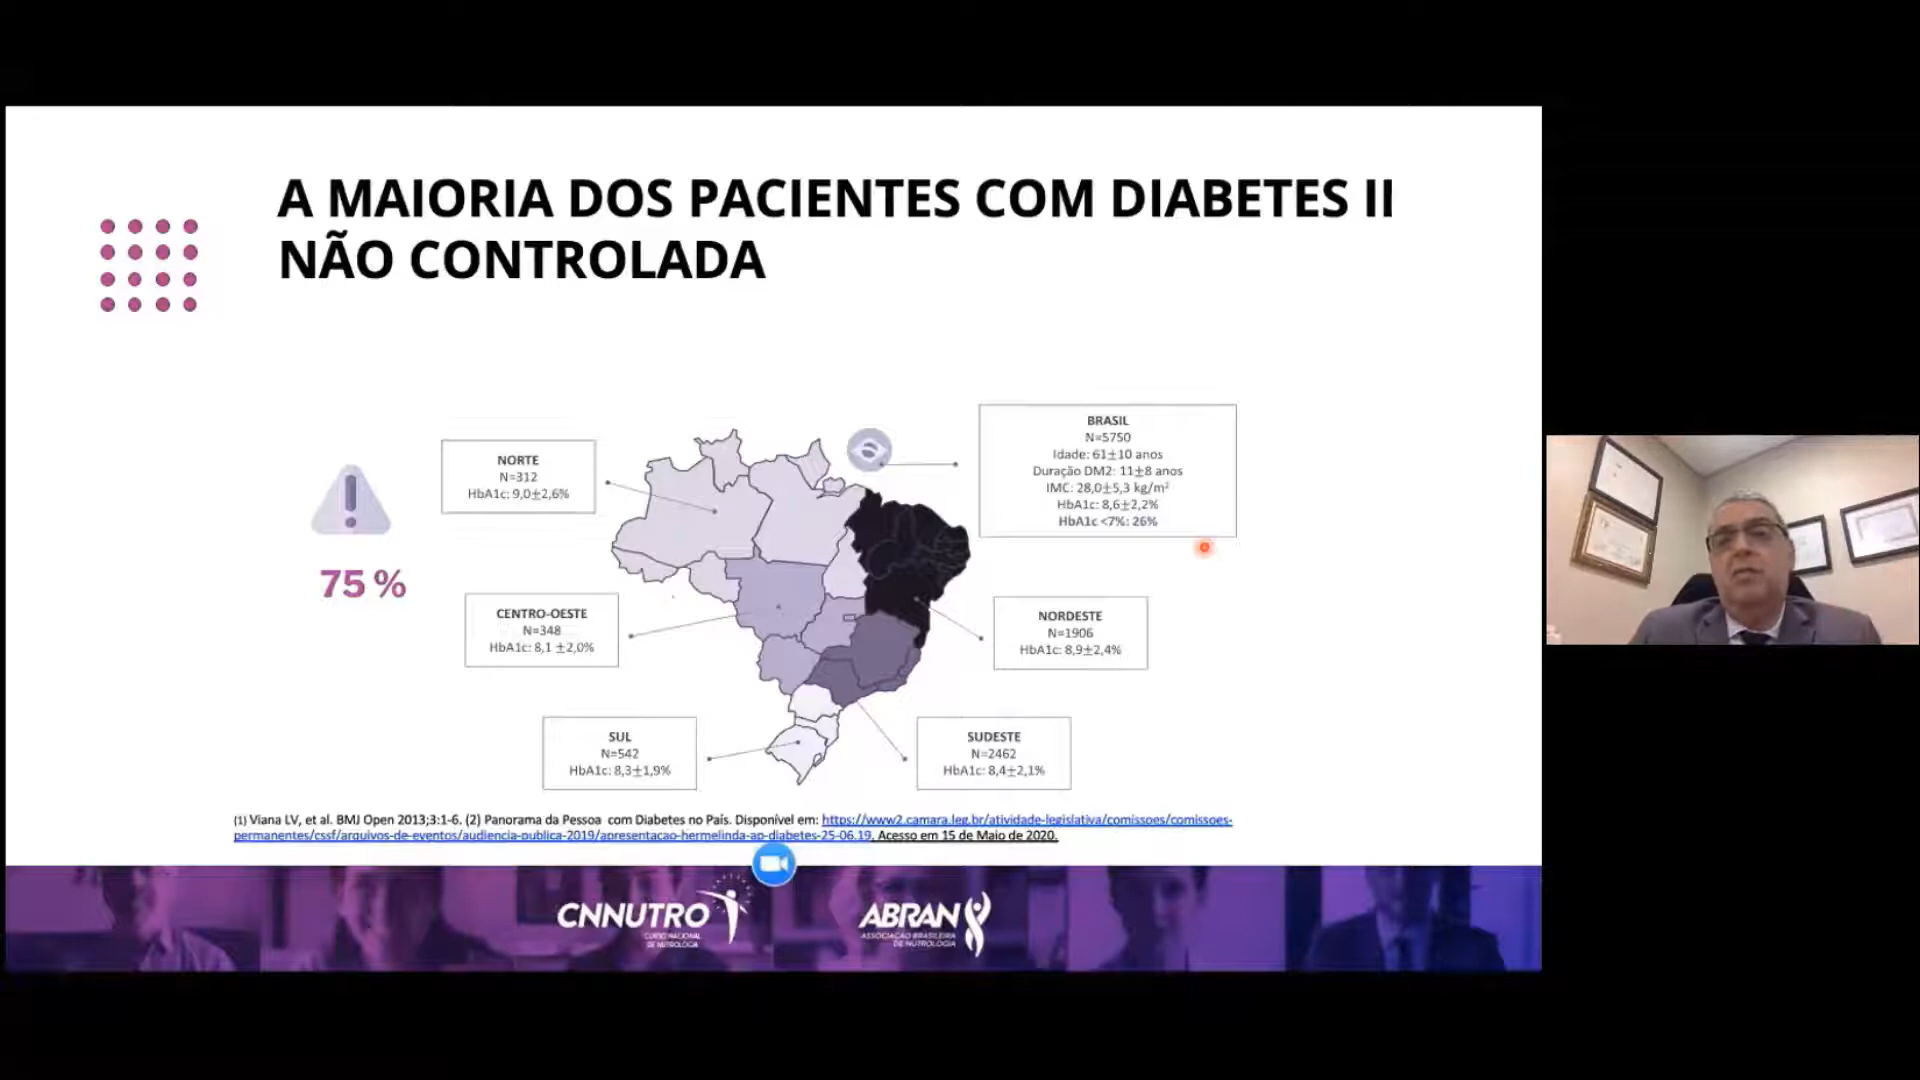 A MAIORIA DOS PACIENTES COM DIABETES II
NÃO CONTROLADA
75 %
NORTE
N=312
HbA1c: 9,0±2,6%
BRASIL
N=5750
Idade: 61±10 anos
Duração DM2: 11±8 anos
IMC: 28,0±5,3 kg/m²
HbA1c: 8,6±2,2%
HbA1c <7%: 26%
CENTRO-OESTE
N=348
HbA1c: 8,1 ±2,0%
NORDESTE
N=1906
HbA1c: 8,9±2,4%
SUL
N=542
HbA1c: 8,3±1,9%
SUDESTE
N=2462
HbA1c: 8,4±2,1%
(1) Viana LV, et al. BMJ Open 2013;3:1-6. (2) Panorama da Pessoa com Diabetes no País. Disponível em: https://www2.camara.leg.br/atividade-legislativa/comissoes/comissoes-
permanentes/cssf/arquivos-de-eventos/audiencia-publica-2019/apresentacao-hermelinda-ap-diabetes-25-06.19. Acesso em 15 de Maio de 2020.
CNNUTRO
CURSO NACIONAL
DE NUTROLOGIA
ABRAN
ASSOCIAÇÃO BRASILEIRA
DE NUTROLOGIA